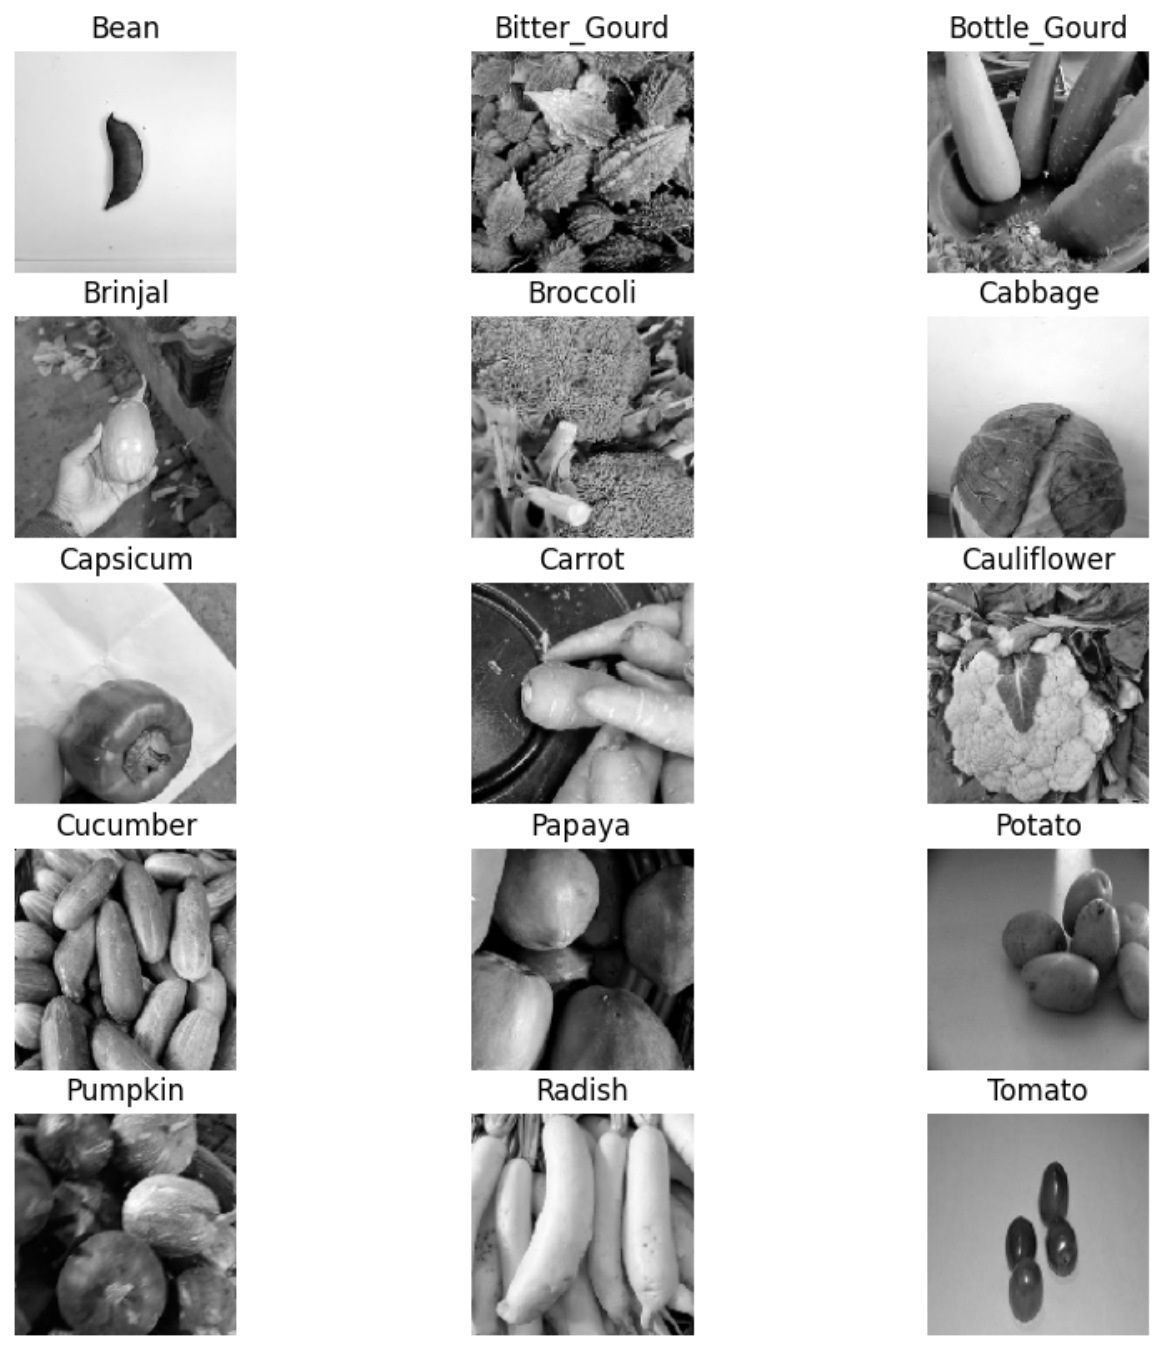 Bean
Bitter_Gourd
Bottle_Gourd
Brinjal
Broccoli
Cabbage
Capsicum
Carrot
Cauliflower
Cucumber
Papaya
Potato
Pumpkin
Radish
Tomato